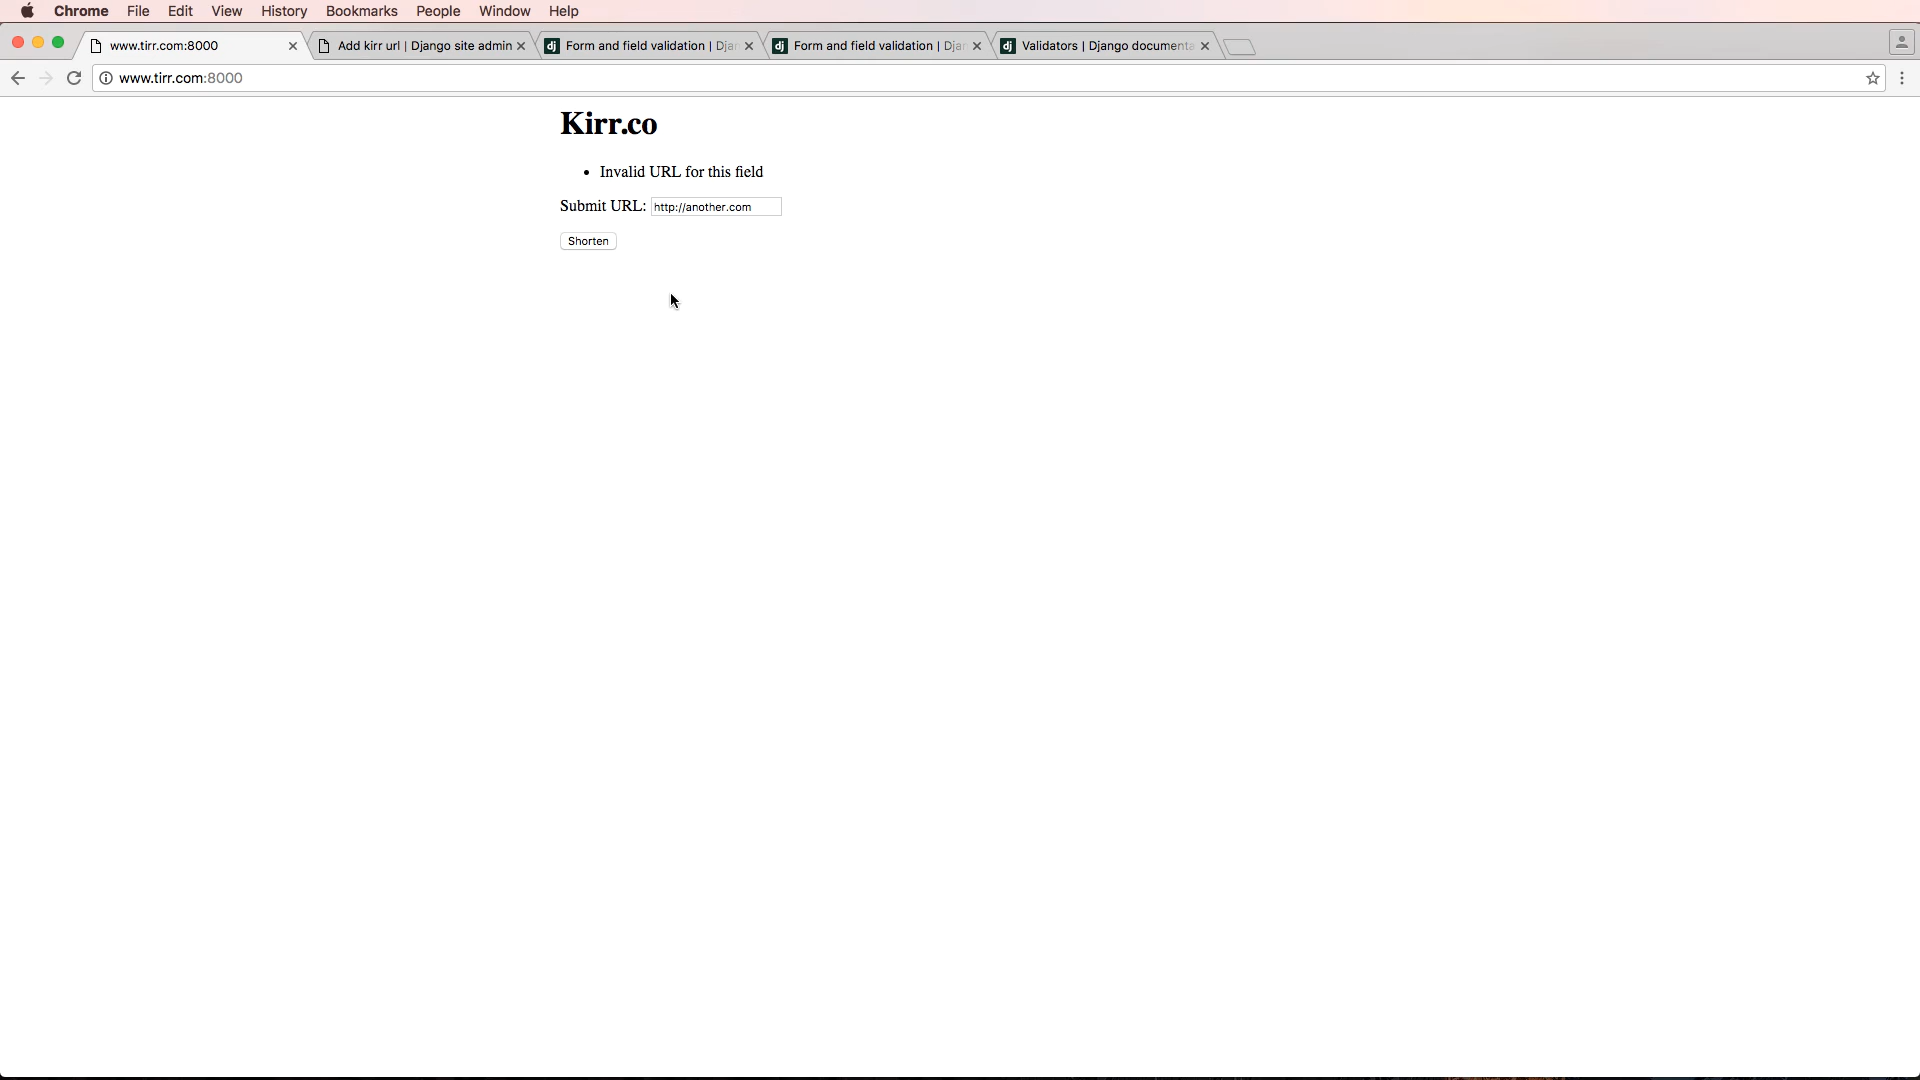 Chrome File Edit View History Bookmarks People Window Help
www.tirr.com:8000 Add kirr url | Django site admin Form and field validation | Djan Form and field validation | Djan Validators | Django documenta
www.tirr.com:8000
Kirr.co
• Invalid URL for this field
Submit URL: http://another.com
Shorten